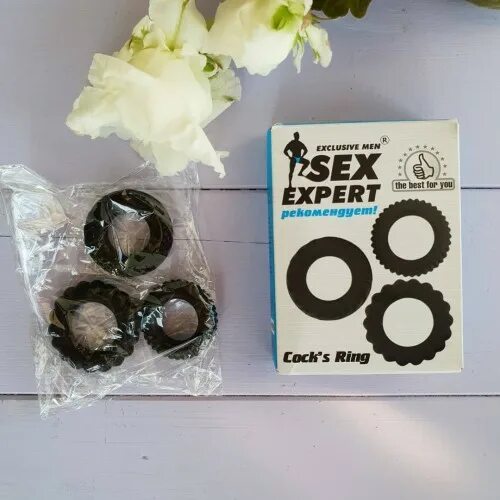 EXCLUSIVE MEN ®
SEX
EXPERT
рекомендует!
the best for you
Cock's Ring